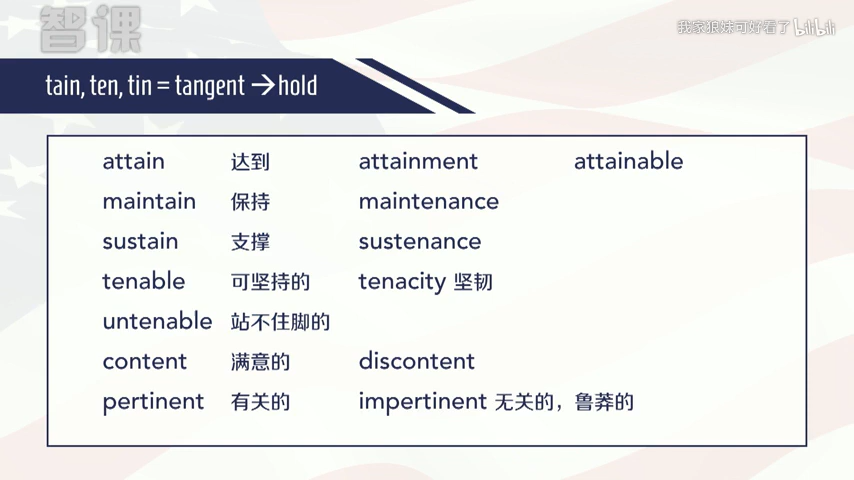 智课
我家狼妹可好看了 bilibili
tain, ten, tin = tangent →hold
attain 达到 attainment attainable
maintain 保持 maintenance
sustain 支撑 sustenance
tenable 可坚持的 tenacity 坚韧
untenable 站不住脚的
content 满意的 discontent
pertinent 有关的 impertinent 无关的，鲁莽的